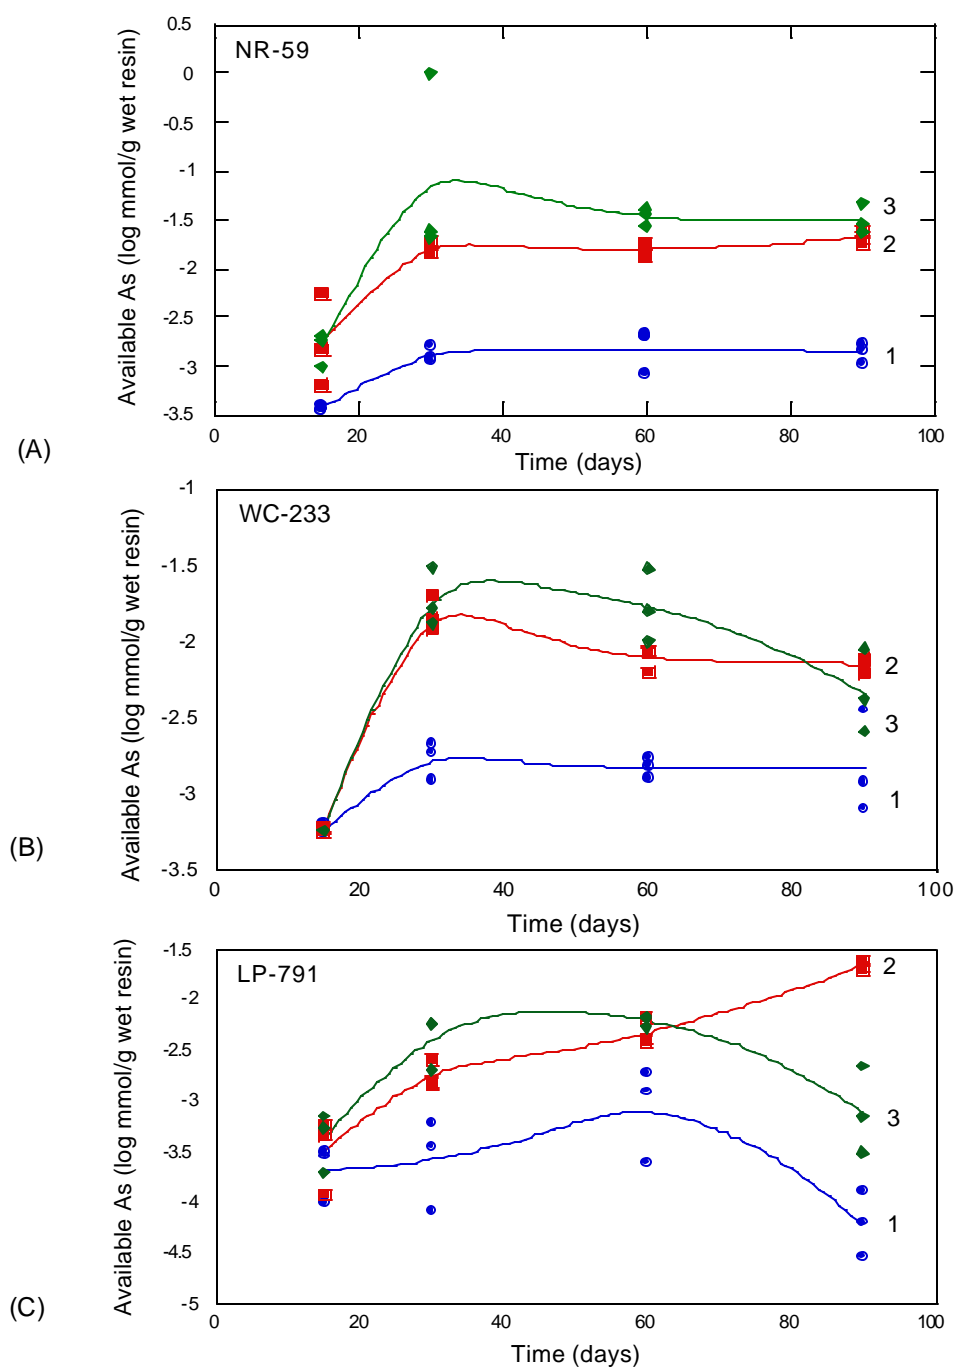 0.5
NR-59
0
-0.5
-1
-1.5
-2
-2.5
-3
-3.5
3
2
1
0 20 40 60 80 100
Available As (log mmol/g wet resin)
Time (days)
(A)
-1
WC-233
-1.5
-2
-2.5
-3
-3.5
2
3
1
0 20 40 60 80 100
Available As (log mmol/g wet resin)
Time (days)
(B)
-1.5
LP-791
-2
-2.5
-3
-3.5
-4
-4.5
-5
2
3
1
0 20 40 60 80 100
Available As (log mmol/g wet resin)
Time (days)
(C)